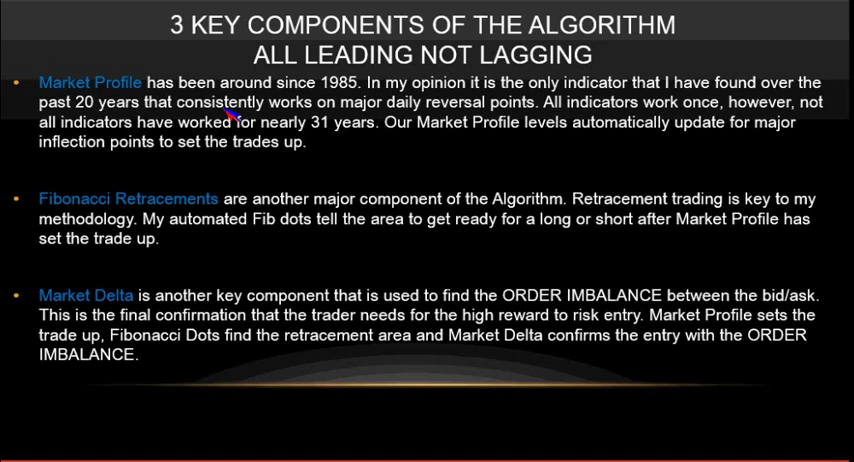 3 KEY COMPONENTS OF THE ALGORITHM
ALL LEADING NOT LAGGING
• Market Profile has been around since 1985. In my opinion it is the only indicator that I have found over the
past 20 years that consistently works on major daily reversal points. All indicators work once, however, not
all indicators have worked for nearly 31 years. Our Market Profile levels automatically update for major
inflection points to set the trades up.
• Fibonacci Retracements are another major component of the Algorithm. Retracement trading is key to my
methodology. My automated Fib dots tell the area to get ready for a long or short after Market Profile has
set the trade up.
• Market Delta is another key component that is used to find the ORDER IMBALANCE between the bid/ask.
This is the final confirmation that the trader needs for the high reward to risk entry. Market Profile sets the
trade up, Fibonacci Dots find the retracement area and Market Delta confirms the entry with the ORDER
IMBALANCE.